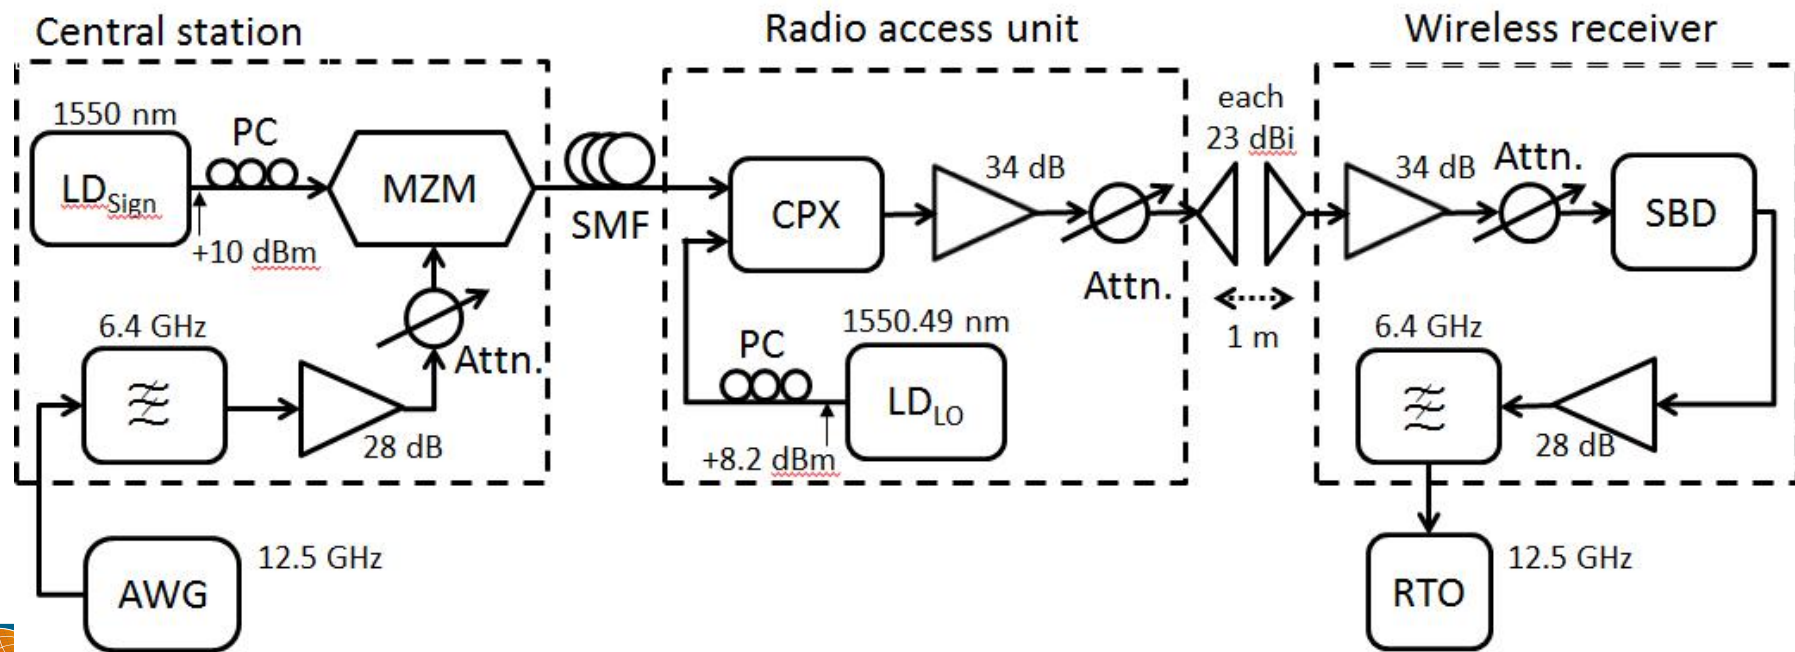 Central station
1550 nm
LDSign
PC
+10 dBm
MZM
6.4 GHz
Attn.
28 dB
AWG
12.5 GHz
SMF
Radio access unit
CPX
34 dB
Attn.
PC
1550.49 nm
LDLO
+8.2 dBm
each
23 dBi
1 m
Wireless receiver
34 dB
Attn.
SBD
6.4 GHz
28 dB
RTO
12.5 GHz